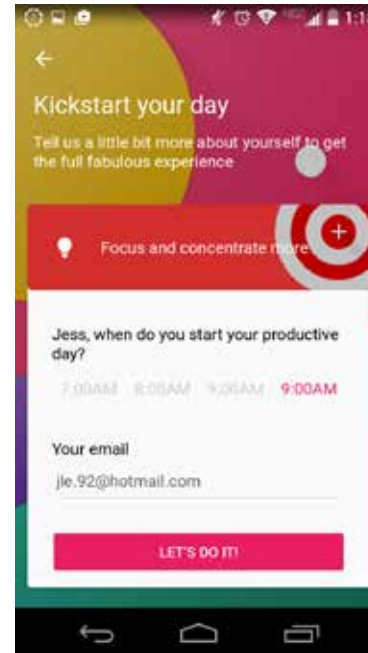 1:18
Kickstart your day
Tell us a little bit more about yourself to get
the full fabulous experience
Focus and concentrate more
Jess, when do you start your productive
day?
7:00AM 8:00AM 9:00AM 9:00AM
Your email
jle.92@hotmail.com
LET'S DO IT!